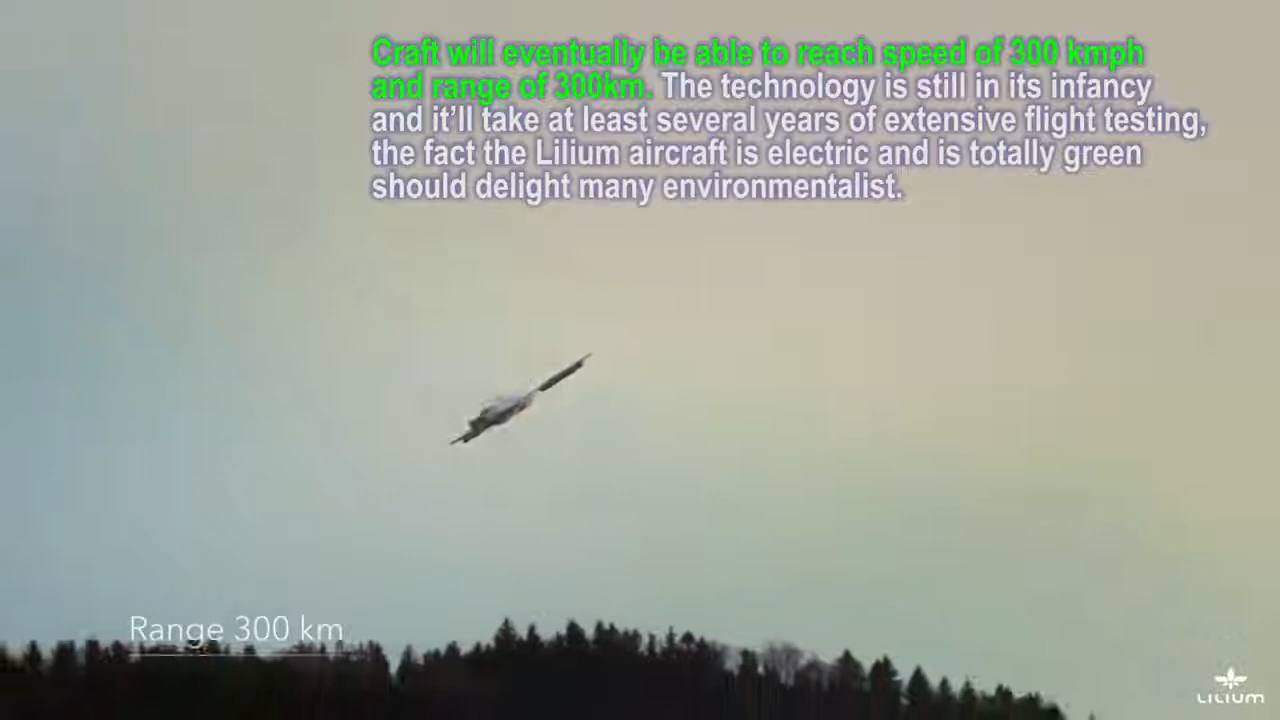 Craft will eventually be able to reach speed of 300 kmph
and range of 300km. The technology is still in its infancy
and it'll take at least several years of extensive flight testing,
the fact the Lilium aircraft is electric and is totally green
should delight many environmentalist.
Range 300 km
LILIUM